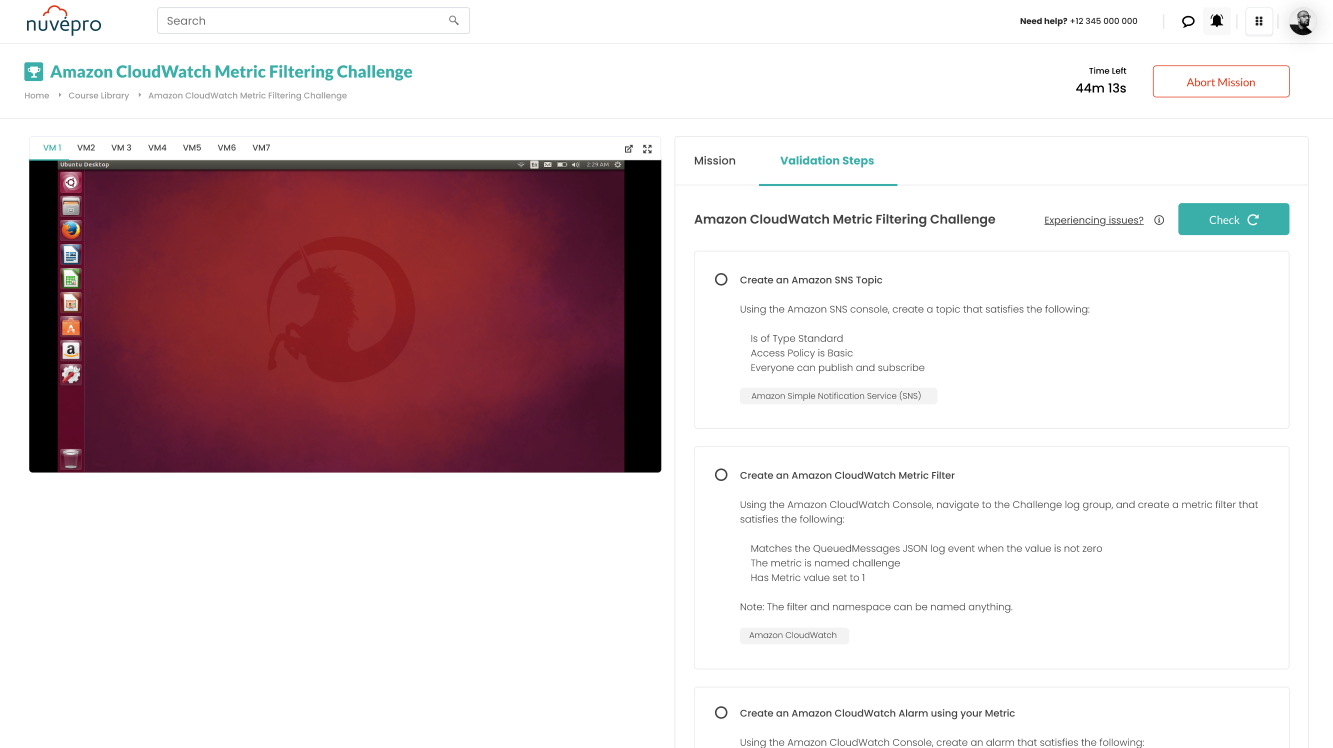 nuvepro
Search
Need help? +12 345 000 000
Amazon CloudWatch Metric Filtering Challenge
Home
Course Library
Amazon CloudWatch Metric Filtering Challenge
Time Left
44m 13s
Abort Mission
VM 1
VM2
VM 3
VM4
VM5
VM6
VM7
Ubuntu Desktop
En
2:29 AM
a
Mission
Validation Steps
Amazon CloudWatch Metric Filtering Challenge
Experiencing issues?
Check
Create an Amazon SNS Topic
Using the Amazon SNS console, create a topic that satisfies the following:
Is of Type Standard
Access Policy is Basic
Everyone can publish and subscribe
Amazon Simple Notification Service (SNS)
Create an Amazon CloudWatch Metric Filter
Using the Amazon CloudWatch Console, navigate to the Challenge log group, and create a metric filter that
satisfies the following:
Matches the QueuedMessages JSON log event when the value is not zero
The metric is named challenge
Has Metric value set to 1
Note: The filter and namespace can be named anything.
Amazon CloudWatch
Create an Amazon CloudWatch Alarm using your Metric
Using the Amazon CloudWatch Console, create an alarm that satisfies the following: